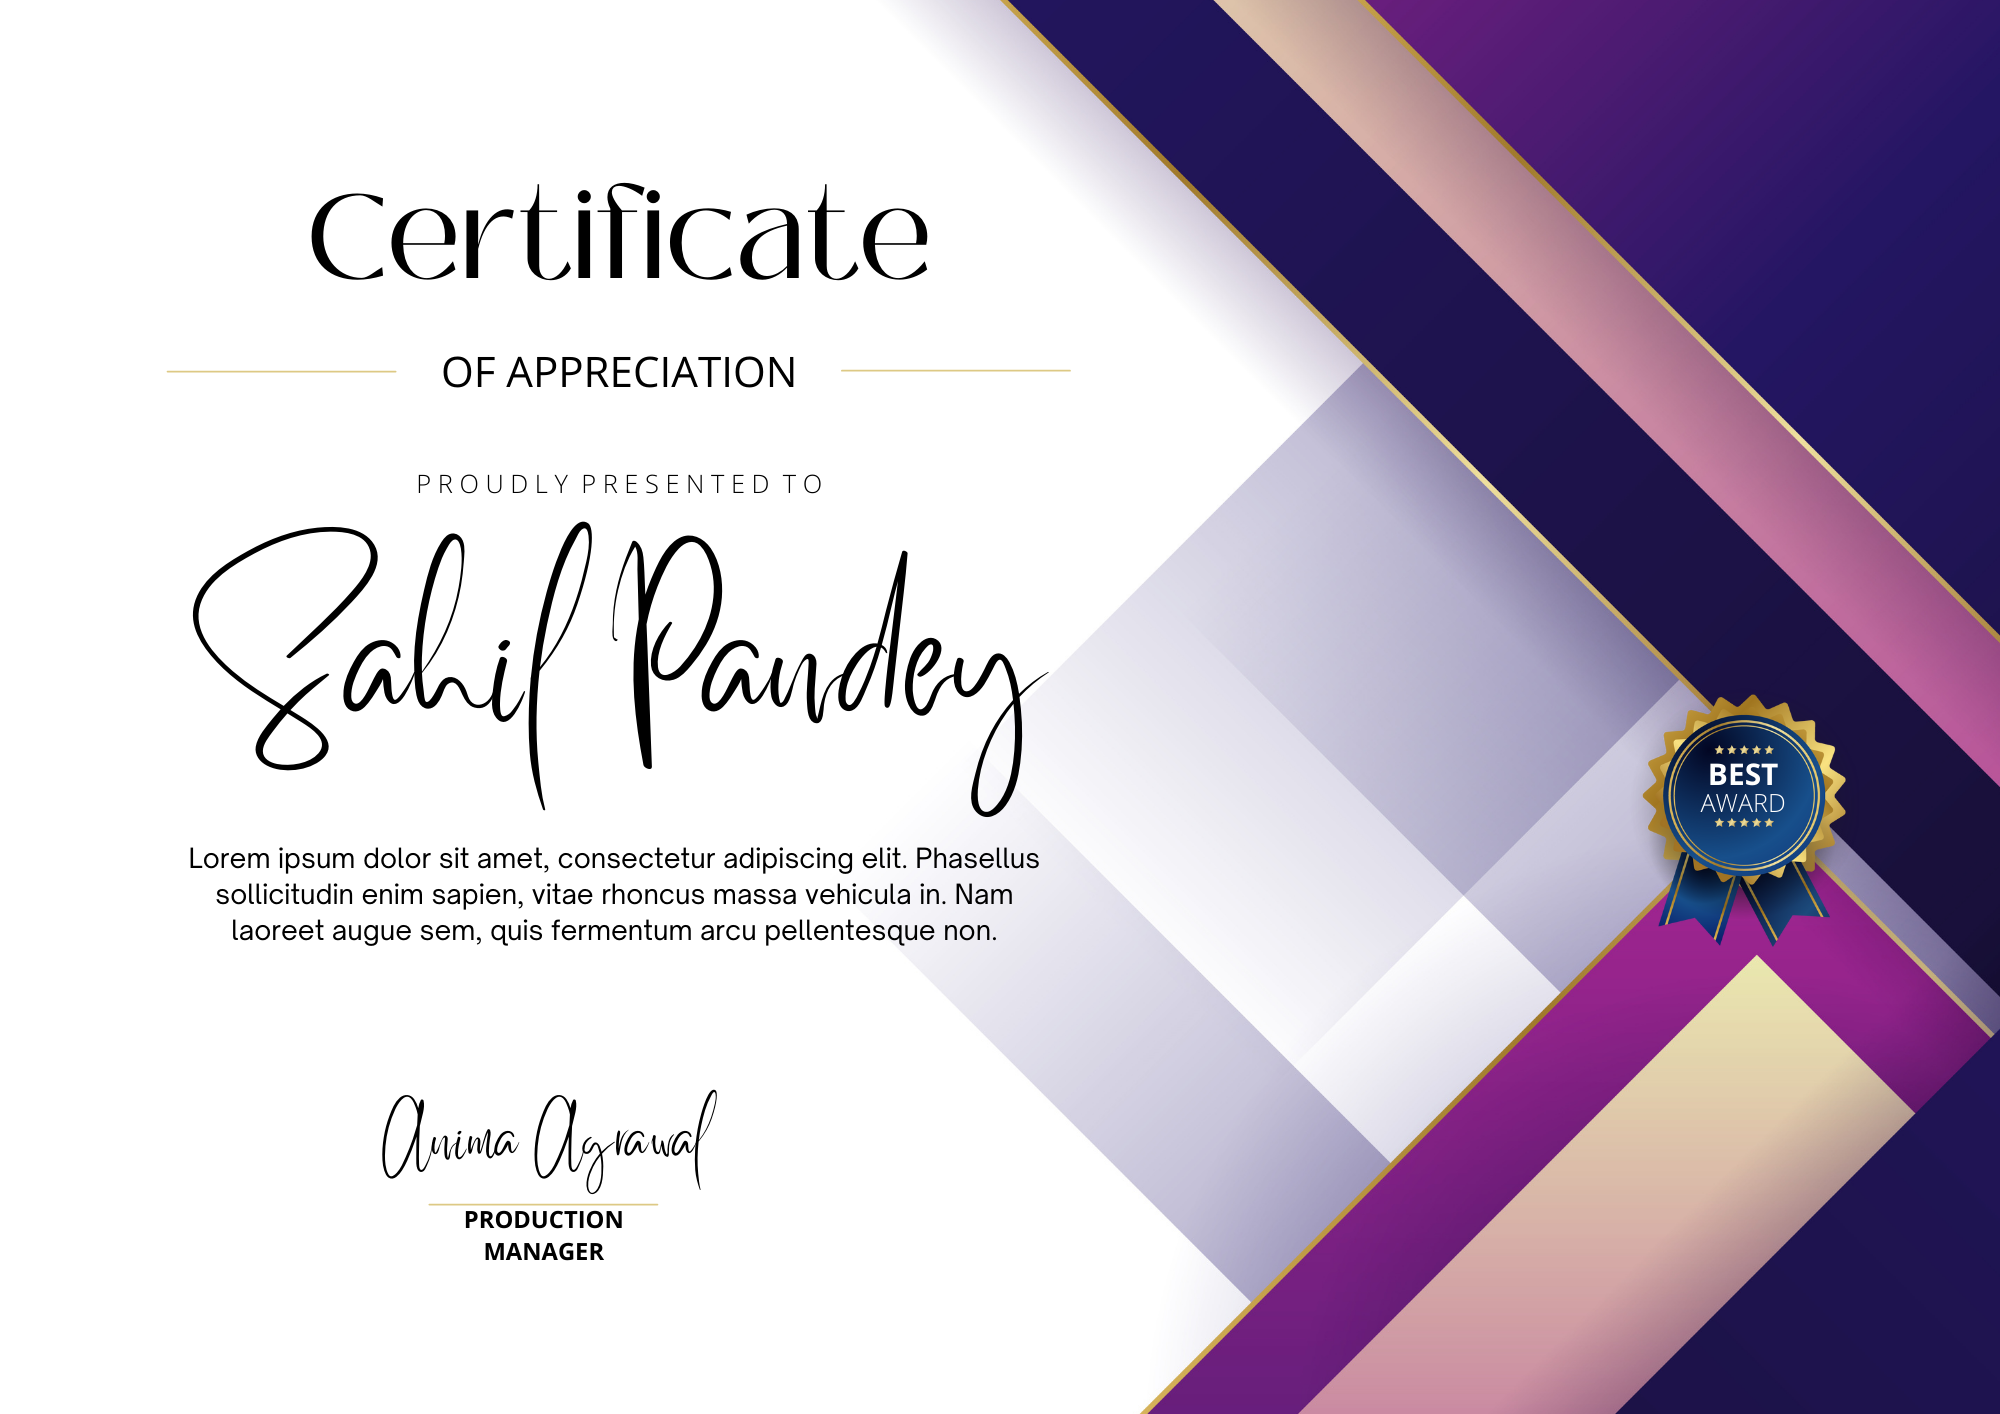 Certificate
OF APPRECIATION
PROUDLY PRESENTED TO
Sahil Pandey
Lorem ipsum dolor sit amet, consectetur adipiscing elit. Phasellus
sollicitudin enim sapien, vitae rhoncus massa vehicula in. Nam
laoreet augue sem, quis fermentum arcu pellentesque non.
Anima Agrawal
PRODUCTION
MANAGER
BEST
AWARD